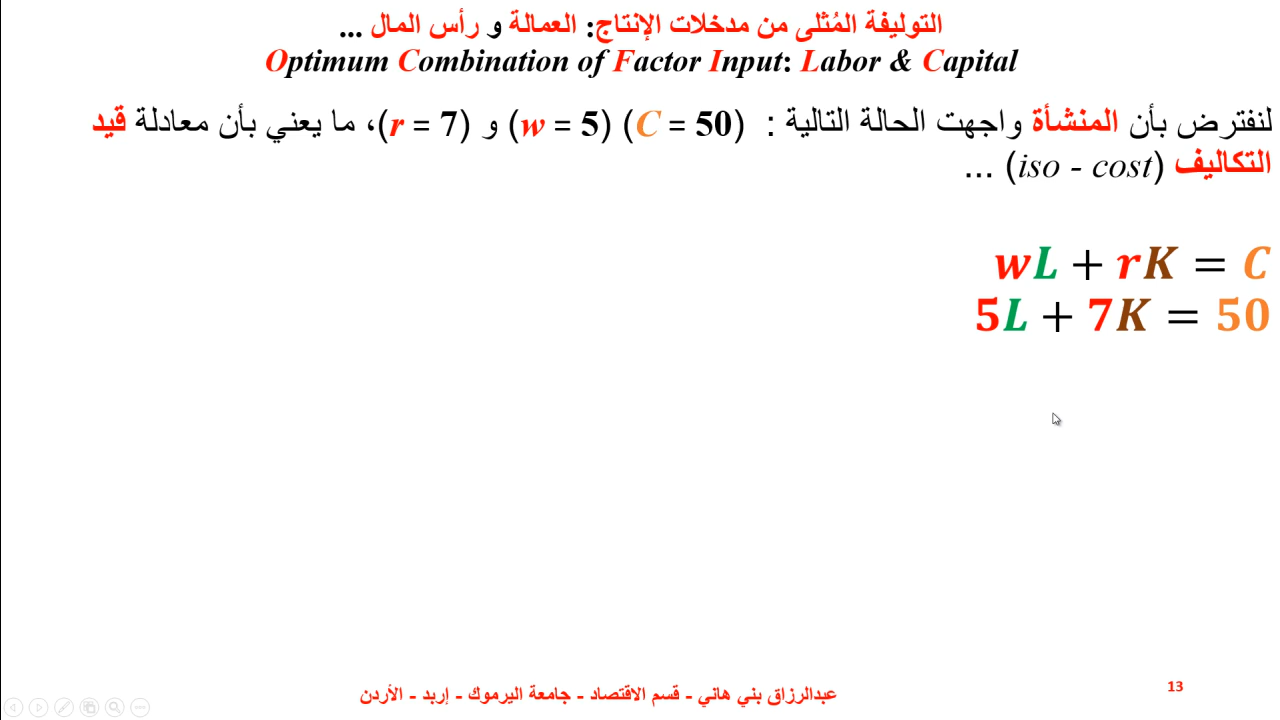 التوليفة المُثلى من مدخلات الإنتاج: العمالة و رأس المال ...
Optimum Combination of Factor Input: Labor & Capital
لنفترض بأن المنشأة واجهت الحالة التالية : (C = 50) (w = 5) و (r = 7)، ما يعني بأن معادلة قيد
التكاليف (iso - cost) ...
wL + rK = C
5L + 7K = 50
عبدالرزاق بني هاني - قسم الاقتصاد - جامعة اليرموك - إربد - الأردن
13